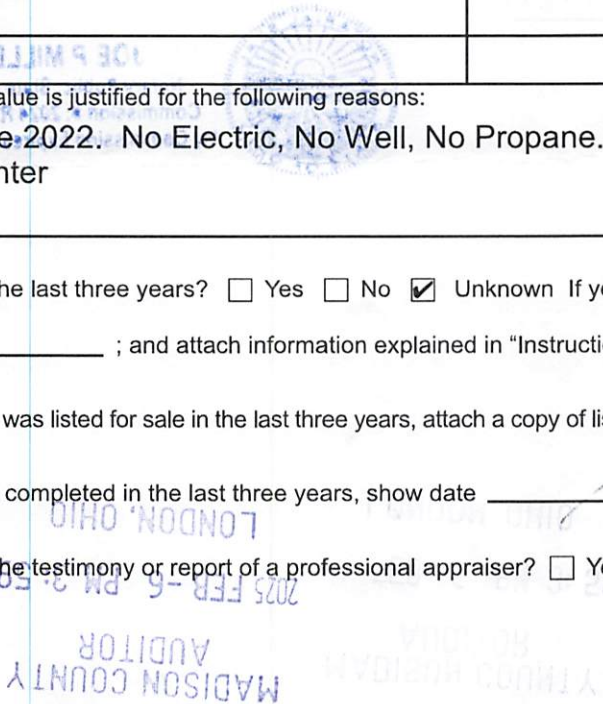 JOE P MILLE
alue is justified for the following reasons:
e 2022. No Electric, No Well, No Propane.
nter
he last three years? Yes No ✔ Unknown If y
; and attach information explained in “Instructi
was listed for sale in the last three years, attach a copy of li
completed in the last three years, show date
LONDON, OHIO
he testimony or report of a professional appraiser? Y
2025 FEB -6 PM 3:
AUDITOR
MADISON COUNTY